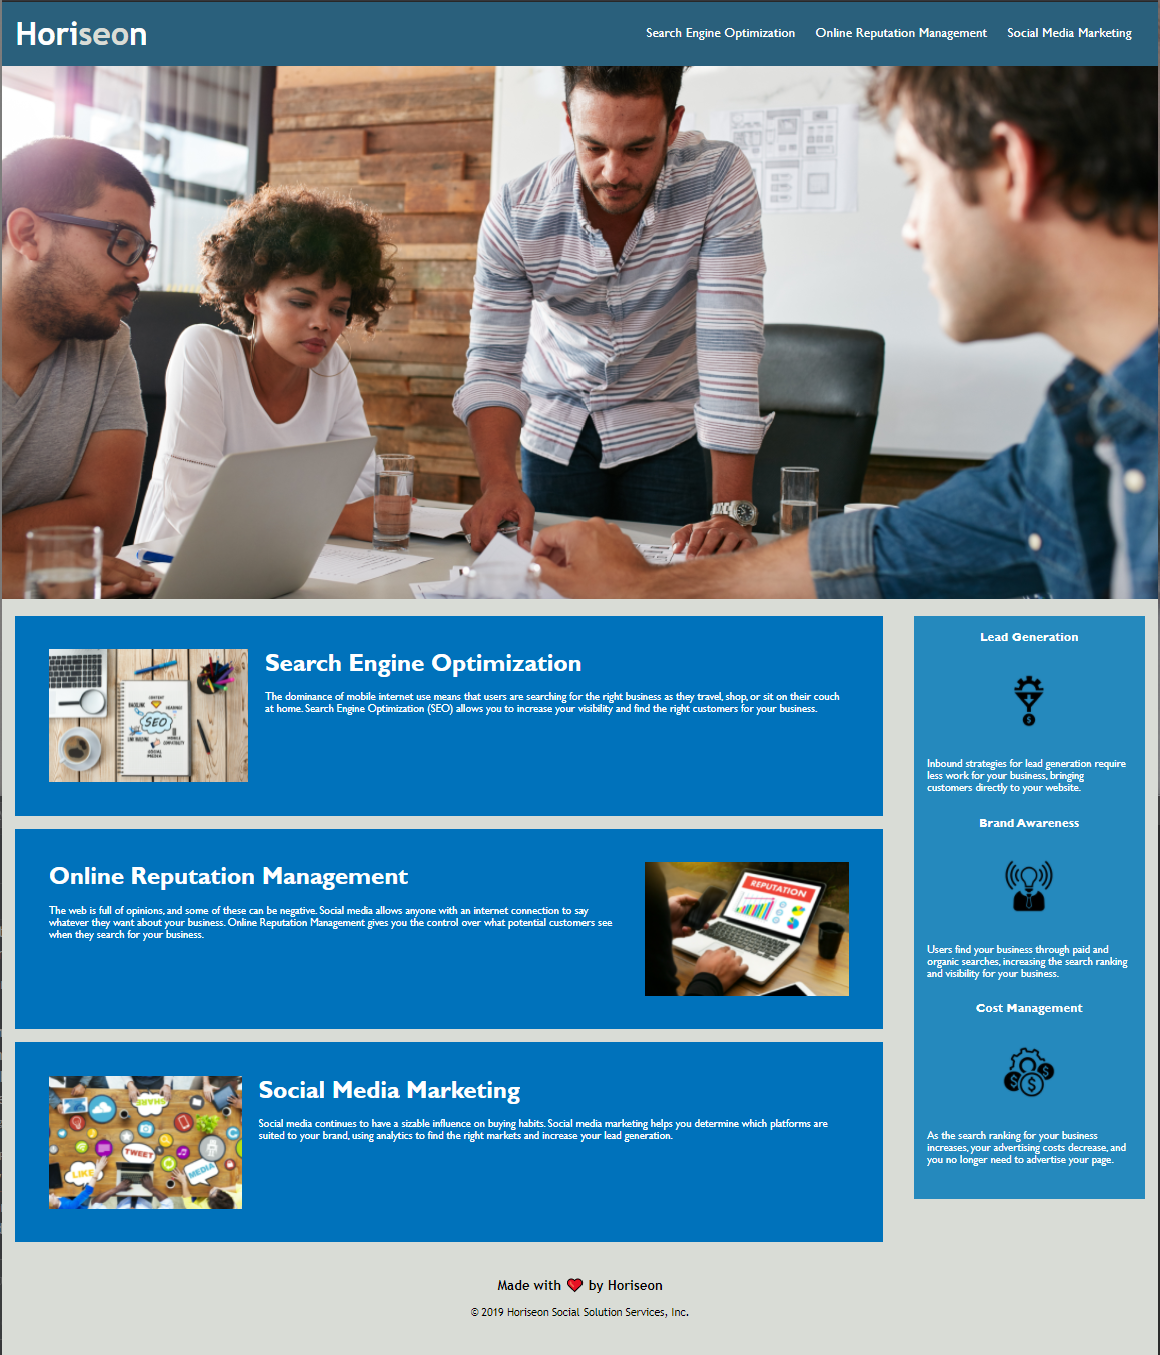 Horiseon
Search Engine Optimization Online Reputation Management Social Media Marketing
Search Engine Optimization
The dominance of mobile internet use means that users are searching for the right business as they travel, shop, or sit on their couch
at home. Search Engine Optimization (SEO) allows you to increase your visibility and find the right customers for your business.
SEO
Online Reputation Management
The web is full of opinions, and some of these can be negative. Social media allows anyone with an internet connection to say
whatever they want about your business. Online Reputation Management gives you the control over what potential customers see
when they search for your business.
REPUTATION
Social Media Marketing
Social media continues to have a sizable influence on buying habits. Social media marketing helps you determine which platforms are
suited to your brand, using analytics to find the right markets and increase your lead generation.
SHARE
TWEET
LIKE
MEDIA
Lead Generation
Inbound strategies for lead generation require
less work for your business, bringing
customers directly to your website.
Brand Awareness
Users find your business through paid and
organic searches, increasing the search ranking
and visibility for your business.
Cost Management
As the search ranking for your business
increases, your advertising costs decrease, and
you no longer need to advertise your page.
Made with ❤ by Horiseon
© 2019 Horiseon Social Solution Services, Inc.